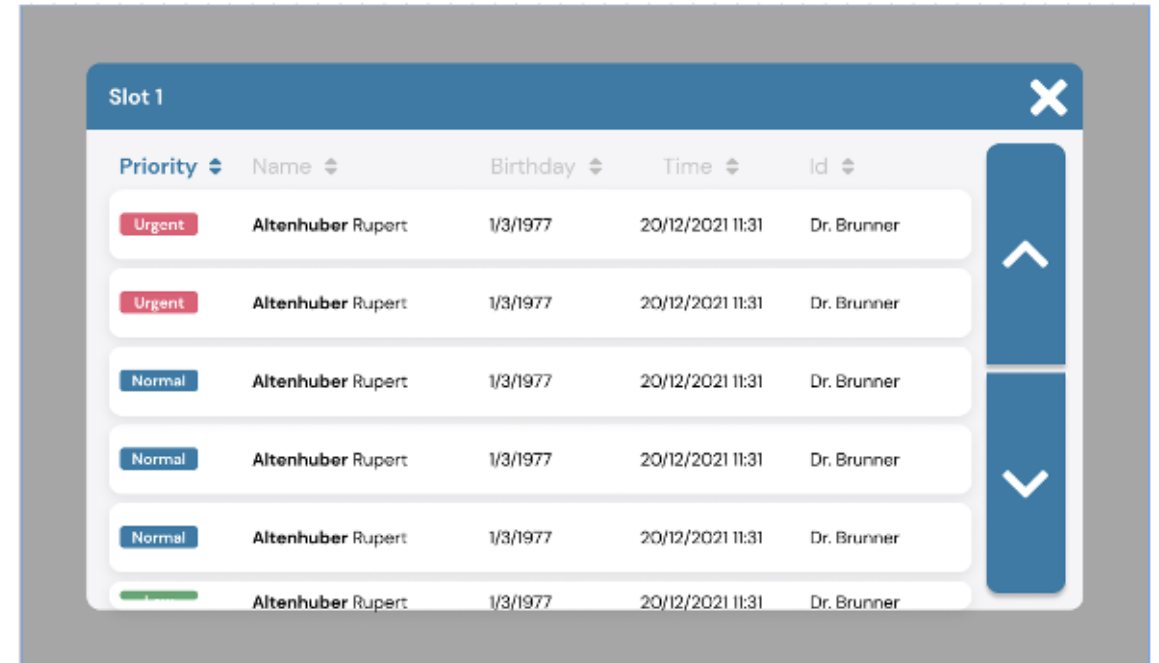 Slot 1
Priority Name Birthday Time Id
Urgent Altenhuber Rupert 1/3/1977 20/12/2021 11:31 Dr. Brunner
Urgent Altenhuber Rupert 1/3/1977 20/12/2021 11:31 Dr. Brunner
Normal Altenhuber Rupert 1/3/1977 20/12/2021 11:31 Dr. Brunner
Normal Altenhuber Rupert 1/3/1977 20/12/2021 11:31 Dr. Brunner
Normal Altenhuber Rupert 1/3/1977 20/12/2021 11:31 Dr. Brunner
Altenhuber Rupert 1/3/1977 20/12/2021 11:31 Dr. Brunner